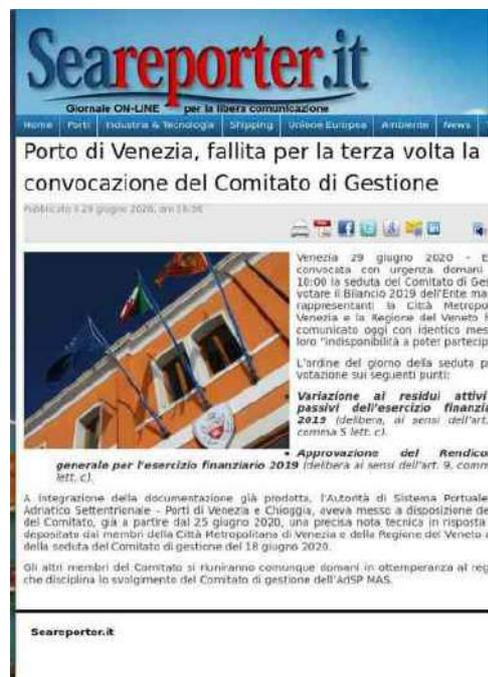 Seareporter.it
Giornale ON-LINE per la libera comunicazione
Home Porti Industria & Tecnologia Shipping Unione Europea Ambiente News
Porto di Venezia, fallita per la terza volta la
convocazione del Comitato di Gestione
Pubblicato il 29 giugno 2020, ore
Venezia 29 giugno 2020 - E
convocata con urgenza domani
10:00 la seduta del Comitato di Ges
votare il Bilancio 2019 dell'Ente ma
rappresentanti la Città Metropo
Venezia e la Regione del Veneto h
comunicato oggi con identico mes
loro "indisponibilità a poter partecip
L'ordine del giorno della seduta p
votazione sui seguenti punti:
Variazione ai residui attivi
passivi dell'esercizio finanzia
2019 (delibera, ai sensi dell'art.
comma 5 lett. c).
• Approvazione del Rendico
generale per l'esercizio finanziario 2019 (delibera ai sensi dell'art. 9, comm
lett. c).
A integrazione della documentazione già prodotta, l'Autorità di Sistema Portuale
Adriatico Settentrionale - Porti di Venezia e Chioggia, aveva messo a disposizione de
del Comitato, già a partire dal 25 giugno 2020, una precisa nota tecnica in risposta
depositate dai membri della Città Metropolitana di Venezia e della Regione del Veneto
della seduta del Comitato di gestione del 18 giugno 2020.
Gli altri membri del Comitato si riuniranno comunque domani in ottemperanza al reg
che disciplina lo svolgimento del Comitato di gestione dell'AdSP MAS.
Seareporter.it